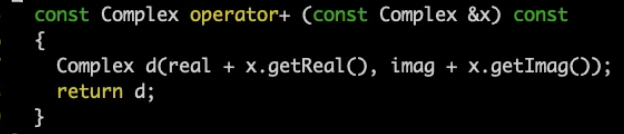 const Complex operator+ (const Complex &x) const
{
  Complex d(real + x.getReal(), imag + x.getImag());
  return d;
}